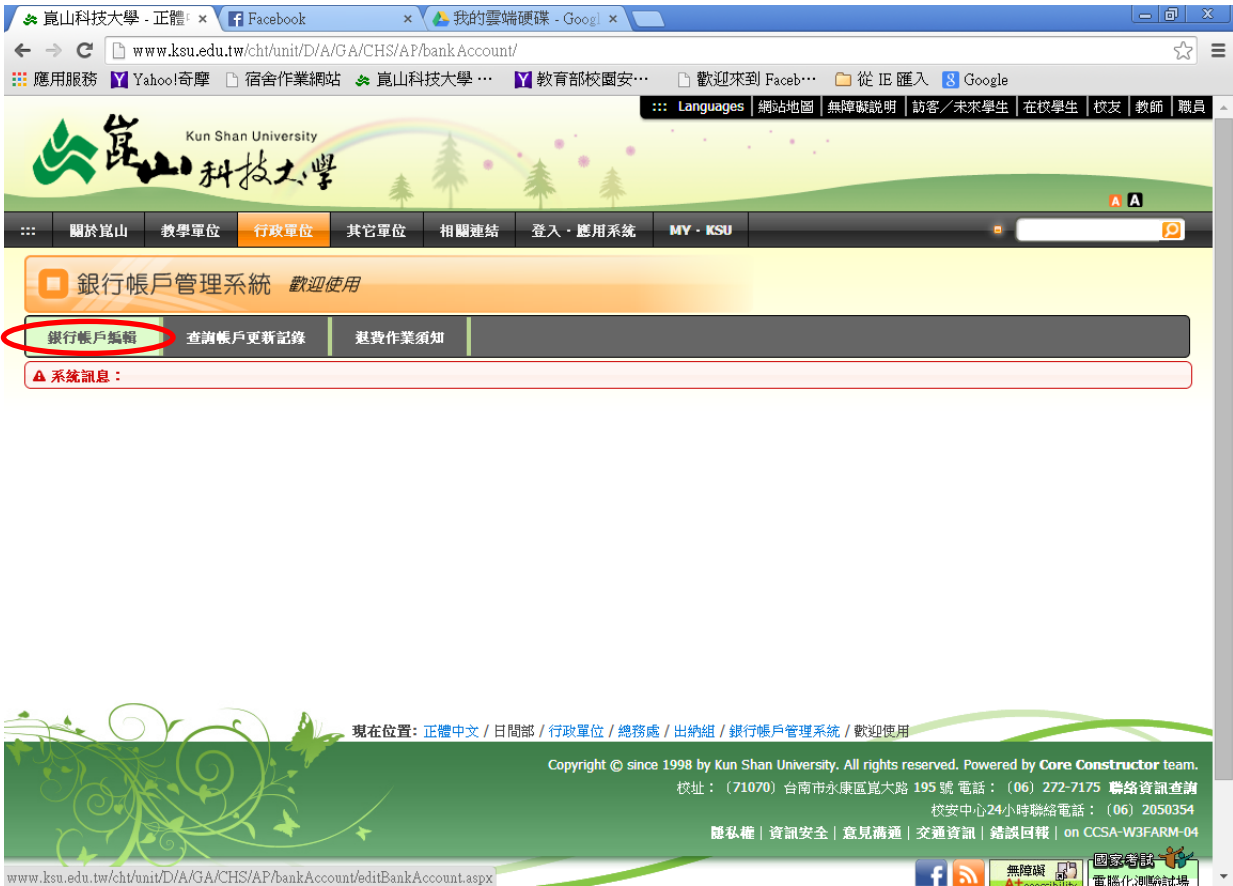 崑山科技大學 - 正體
Facebook
我的雲端硬碟 - Googl
www.ksu.edu.tw/cht/unit/D/A/GA/CHS/AP/bankAccount/
應用服務 Yahoo!奇摩 宿舍作業網站 崑山科技大學 … 教育部校園安… 歡迎來到 Faceb… 從 IE 匯入 Google
::: Languages | 網站地圖 | 無障礙說明 | 訪客／未來學生 | 在校學生 | 校友 | 教師 | 職員
Kun Shan University
崑山科技大學
A A
::: 關於崑山 教學單位 行政單位 其它單位 相關連結 登入‧應用系統 MY‧KSU
銀行帳戶管理系統 歡迎使用
銀行帳戶編輯 查詢帳戶更新記錄 退費作業須知
系統訊息：
現在位置: 正體中文 / 日間部 / 行政單位 / 總務處 / 出納組 / 銀行帳戶管理系統 / 歡迎使用
Copyright © since 1998 by Kun Shan University. All rights reserved. Powered by Core Constructor team.
校址：（71070）台南市永康區崑大路 195 號 電話：（06）272-7175 聯絡資訊查詢
校安中心24小時聯絡電話：（06）2050354
隱私權 | 資訊安全 | 意見溝通 | 交通資訊 | 錯誤回報 | on CCSA-W3FARM-04
無障礙
A+ccessibility
國家考試
電腦化測驗試場
www.ksu.edu.tw/cht/unit/D/A/GA/CHS/AP/bankAccount/editBankAccount.aspx